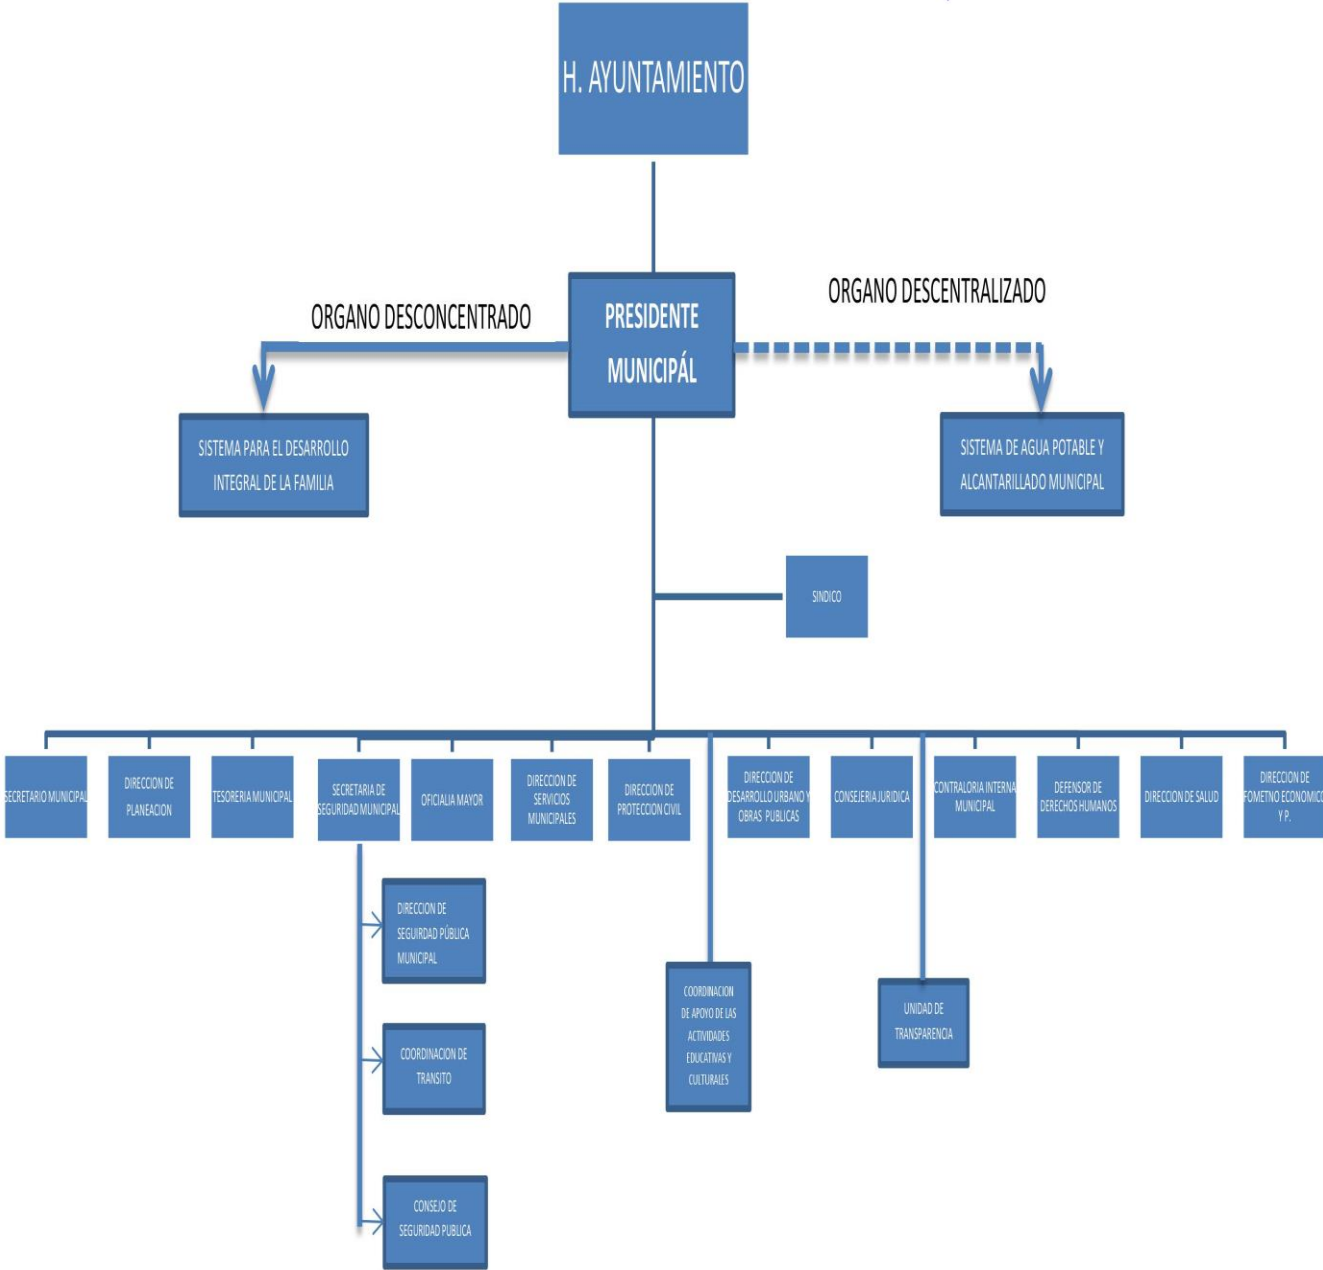 H. AYUNTAMIENTO
ORGANO DESCONCENTRADO
PRESIDENTE
MUNICIPÁL
ORGANO DESCENTRALIZADO
SISTEMA PARA EL DESARROLLO
INTEGRAL DE LA FAMILIA
SISTEMA DE AGUA POTABLE Y
ALCANTARILLADO MUNICIPAL
SINDICO
SECRETARIO MUNICIPAL
DIRECCION DE
PLANEACION
TESORERIA MUNICIPAL
SECRETARIA DE
SEGURIDAD MUNICIPAL
OFICIALIA MAYOR
DIRECCION DE
SERVICIOS
MUNICIPALES
DIRECCION DE
PROTECCION CIVIL
DIRECCION DE
DESARROLLO URBANO Y
OBRAS PUBLICAS
CONSEJERIA JURIDICA
CONTRALORIA INTERNA
MUNICIPAL
DEFENSOR DE
DERECHOS HUMANOS
DIRECCION DE SALUD
DIRECCION DE
FOMETNO ECONOMICO
Y P.
DIRECCION DE
SEGUIRDAD PÚBLICA
MUNICIPAL
COORDINACION DE
TRANSITO
CONSEJO DE
SEGURIDAD PUBLICA
COORDINACION
DE APOYO DE LAS
ACTIVIDADES
EDUCATIVAS Y
CULTURALES
UNIDAD DE
TRANSPARENCIA